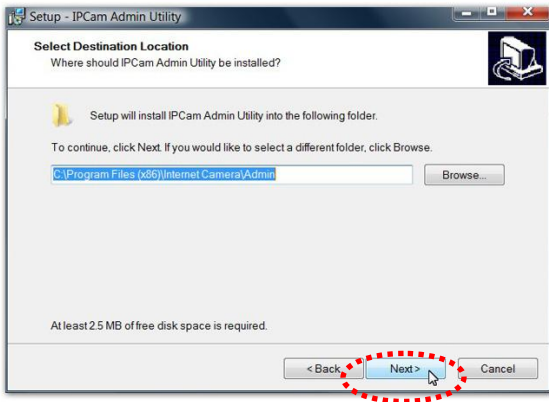 Setup - IPCam Admin Utility
Select Destination Location
Where should IPCam Admin Utility be installed?
Setup will install IPCam Admin Utility into the following folder.
To continue, click Next. If you would like to select a different folder, click Browse.
C:\Program Files (x86)\Internet Camera\Admin
Browse...
At least 2.5 MB of free disk space is required.
< Back
Next >
Cancel